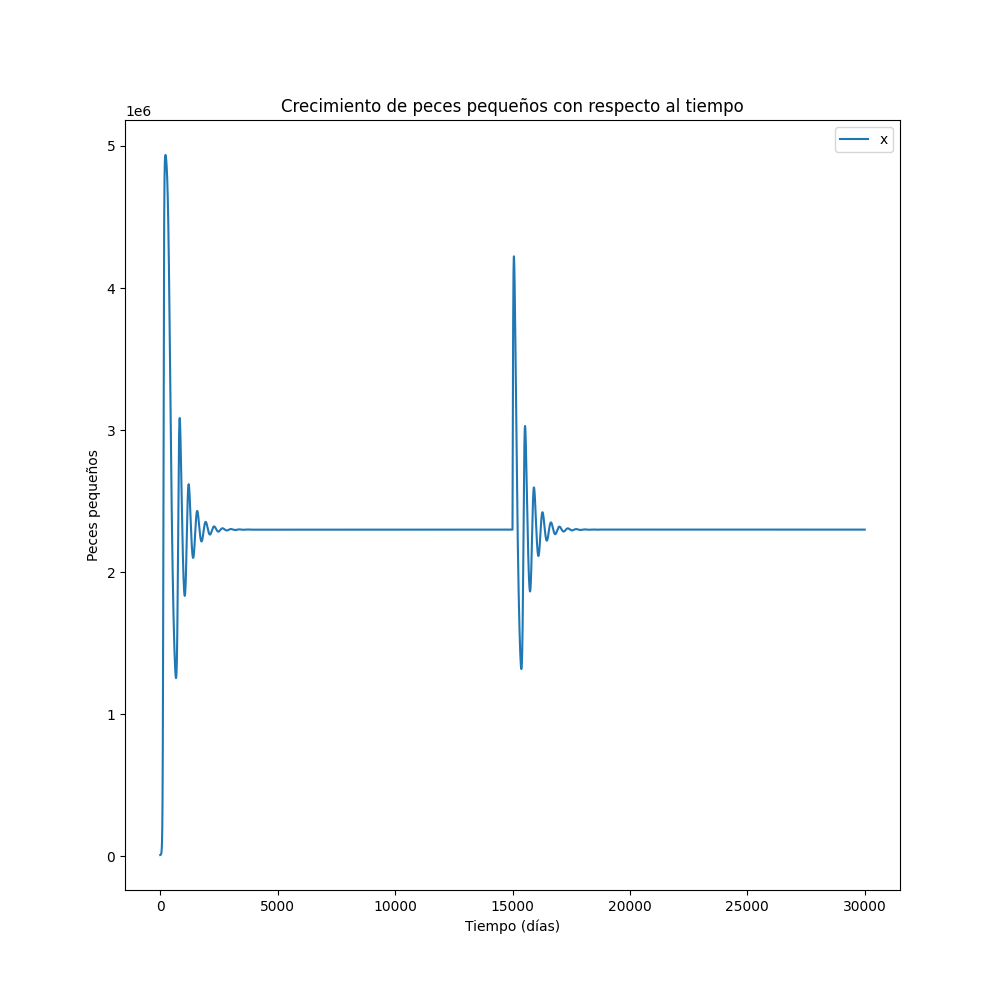 Crecimiento de peces pequeños con respecto al tiempo
1e6
x
5
4
3
2
1
0
Peces pequeños
0 5000 10000 15000 20000 25000 30000
Tiempo (días)